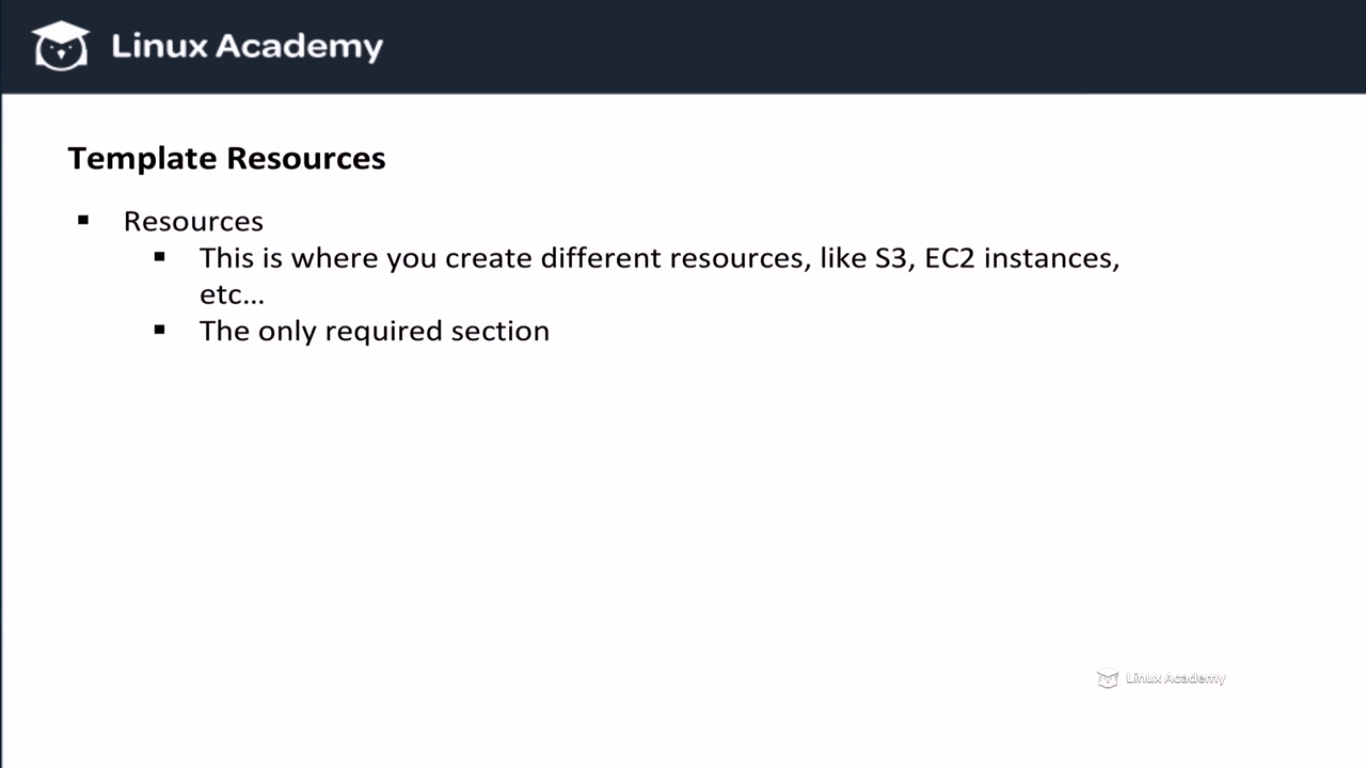 Linux Academy
Template Resources
▪ Resources
▪ This is where you create different resources, like S3, EC2 instances,
etc...
▪ The only required section
Linux Academy